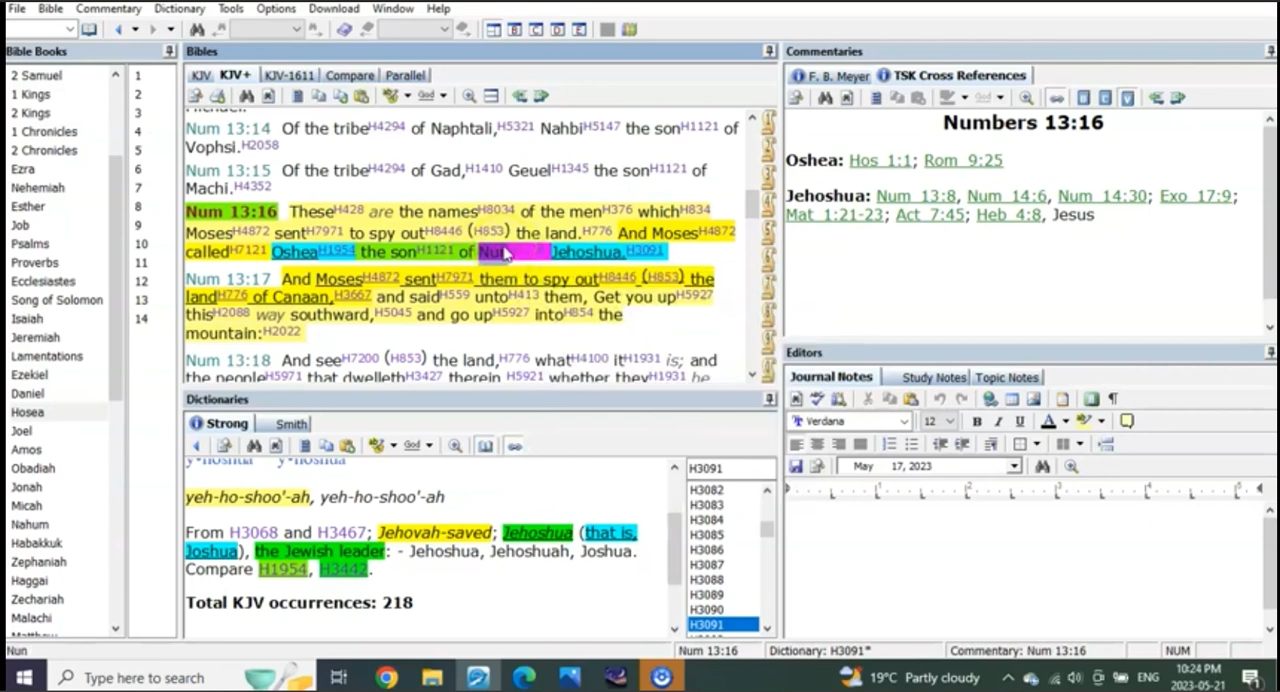 File Bible Commentary Dictionary Tools Options Download Window Help
Bible Books
2 Samuel
1 Kings
2 Kings
1 Chronicles
2 Chronicles
Ezra
Nehemiah
Esther
Job
Psalms
Proverbs
Ecclesiastes
Song of Solomon
Isaiah
Jeremiah
Lamentations
Ezekiel
Daniel
Hosea
Joel
Amos
Obadiah
Jonah
Micah
Nahum
Habakkuk
Zephaniah
Haggai
Zechariah
Malachi
1
2
3
4
5
6
7
8
9
10
11
12
13
14
Bibles
KJV KJV+ KJV-1611 Compare Parallel
Num 13:14 Of the tribeH4294 of Naphtali,H5321 NahbiH5147 the sonH1121 of
Vophsi.H2058
Num 13:15 Of the tribeH4294 of Gad,H1410 GeuelH1345 the sonH1121 of
Machi.H4352
Num 13:16 TheseH428 are the namesH8034 of the menH376 whichH834
MosesH4872 sentH7971 to spy outH8446 (H853) the land.H776 And MosesH4872
calledH7121 OsheaH1954 the sonH1121 of Nun Jehoshua.H3091
Num 13:17 And MosesH4872 sentH7971 them to spy outH8446 (H853) the
landH776 of Canaan,H3667 and saidH559 untoH413 them, Get you upH5927
thisH2088 way southward,H5045 and go upH5927 intoH854 the
mountain:H2022
Num 13:18 And seeH7200 (H853) the land,H776 whatH4100 itH1931 is; and
the peopleH5971 that dwellethH3427 therein H5921 whether theyH1931 be
Dictionaries
Strong Smith
yeh-ho-shoo'-ah, yeh-ho-shoo'-ah
From H3068 and H3467; Jehovah-saved; Jehoshua (that is,
Joshua), the Jewish leader: - Jehoshua, Jehoshuah, Joshua.
Compare H1954, H3442.
Total KJV occurrences: 218
H3091
H3082
H3083
H3084
H3085
H3086
H3087
H3088
H3089
H3090
H3091
Commentaries
F. B. Meyer TSK Cross References
Numbers 13:16
Oshea: Hos 1:1; Rom 9:25
Jehoshua: Num 13:8, Num 14:6, Num 14:30; Exo 17:9;
Mat 1:21-23; Act 7:45; Heb 4:8, Jesus
Editors
Journal Notes Study Notes Topic Notes
Verdana 12 B I U A
May 17, 2023
Nun
Num 13:16
Dictionary: H3091*
Commentary: Num 13:16
NUM
Type here to search
19°C Partly cloudy
ENG
10:24 PM
2023-05-21